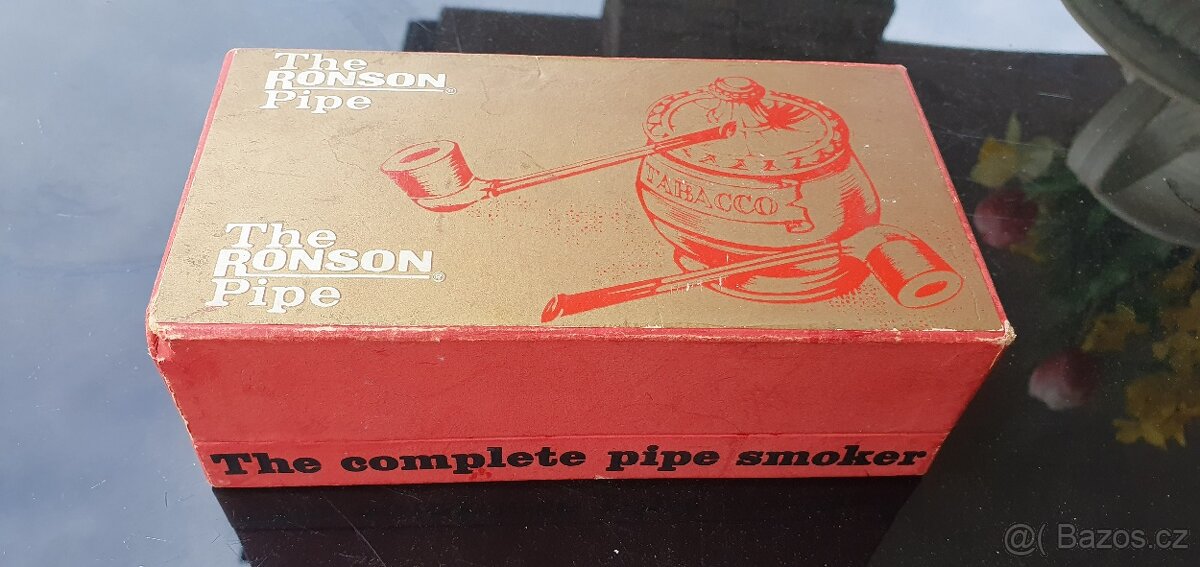 The
RONSON®
Pipe
TABACCO
The
RONSON®
Pipe
The complete pipe smoker
@( Bazos.cz